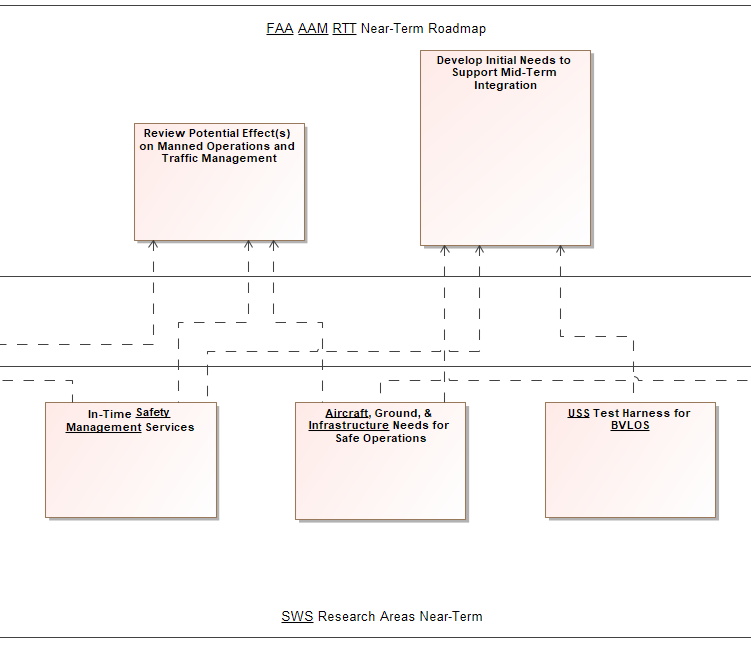 FAA AAM RTT Near-Term Roadmap
Develop Initial Needs to
Support Mid-Term
Integration
Review Potential Effect(s)
on Manned Operations and
Traffic Management
In-Time Safety
Management Services
Aircraft, Ground, &
Infrastructure Needs for
Safe Operations
USS Test Harness for
BVLOS
SWS Research Areas Near-Term